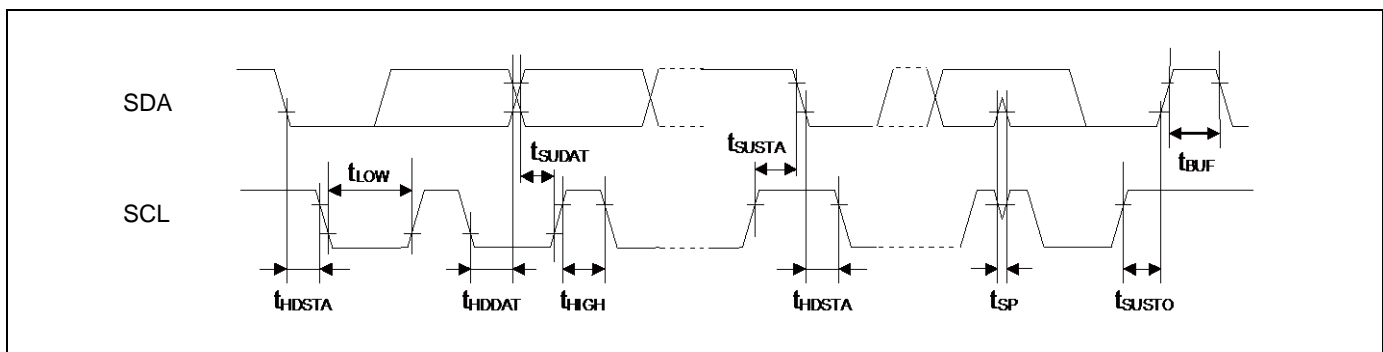 SDA
tSUDAT
tSUSTA
tBUF
tLOW
SCL
tHDSTA
tHDDAT
tHIGH
tHDSTA
tSP
tSUSTO